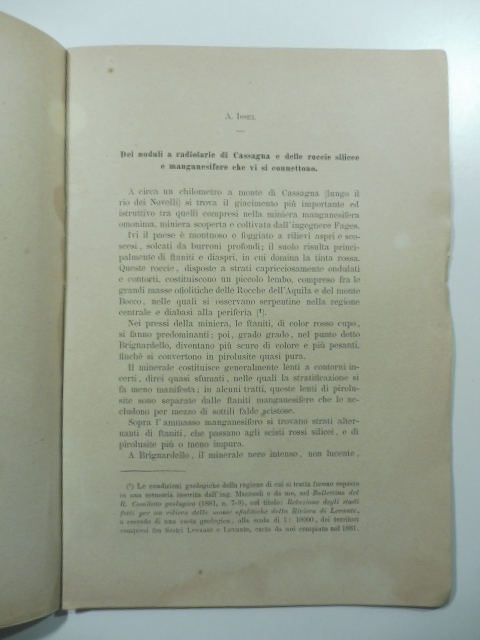 A. Issel
Dei noduli a radiolarie di Cassagna e delle roccie silicee
e manganesifere che vi si connettono.
A circa un chilometro a monte di Cassagna (lungo il
rio dei Novelli) si trova il giacimento più importante ed
istruttivo tra quelli compresi nella miniera manganesifera
omonima, miniera scoperta e coltivata dall'ingegnere Fages.
Ivi il paese è montuoso e foggiato a rilievi aspri e sco-
scesi, solcati da burroni profondi; il suolo risulta princi-
palmente di ftaniti e diaspri, in cui domina la tinta rossa.
Queste roccie, disposte a strati capricciosamente ondulati
e contorti, costituiscono un piccolo lembo, compreso fra le
grandi masse ofiolitiche delle Rocche dell'Aquila e del monte
Bocco, nelle quali si osservano serpentine nella regione
centrale e diabasi alla periferia (¹).
Nei pressi della miniera, le ftaniti, di color rosso cupo,
si fanno predominanti; poi, grado grado, nel punto detto
Brignardello, diventano più scure di colore e più pesanti,
finchè si convertono in pirolusite quasi pura.
Il minerale costituisce generalmente lenti a contorni in-
certi, direi quasi sfumati, nelle quali la stratificazione si
fa meno manifesta; in alcuni tratti, queste lenti di pirolu-
site sono separate dalle ftaniti manganesifere che le ac-
chiudono per mezzo di sottili falde scistose.
Sopra l'ammasso manganesifero si trovano strati alter-
nanti di ftaniti, che passano agli scisti rossi silicei, e di
pirolusite più o meno impura.
A Brignardello, il minerale nero intenso, non lucente,
(¹) Le condizioni geologiche della regione di cui si tratta furono esposte
in una memoria inserita dall'ing. Mazzuoli e da me, nel Bollettino del
R. Comitato geologico (1881, n. 7-8), col titolo: Relazione degli studi
fatti per un rilievo delle masse ofiolitiche della Riviera di Levante,
a corredo di una carta geologica, alla scala di 1: dei territori
compresi fra Sestri Levante e Levanto, carta da noi compiuta nel 1881.